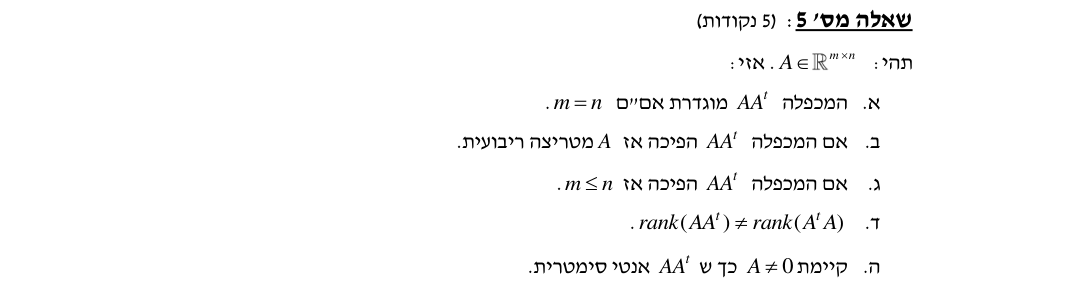 שאלה מס' 5 : (5 נקודות)
תהי : A ∈ ℝ^{m×n} . אזי :
א. המכפלה AA^t מוגדרת אם״ם m = n .
ב. אם המכפלה AA^t הפיכה אז A מטריצה ריבועית.
ג. אם המכפלה AA^t הפיכה אז m ≤ n .
ד. rank(AA^t) ≠ rank(A^t A) .
ה. קיימת A ≠ 0 כך ש AA^t אנטי סימטרית.